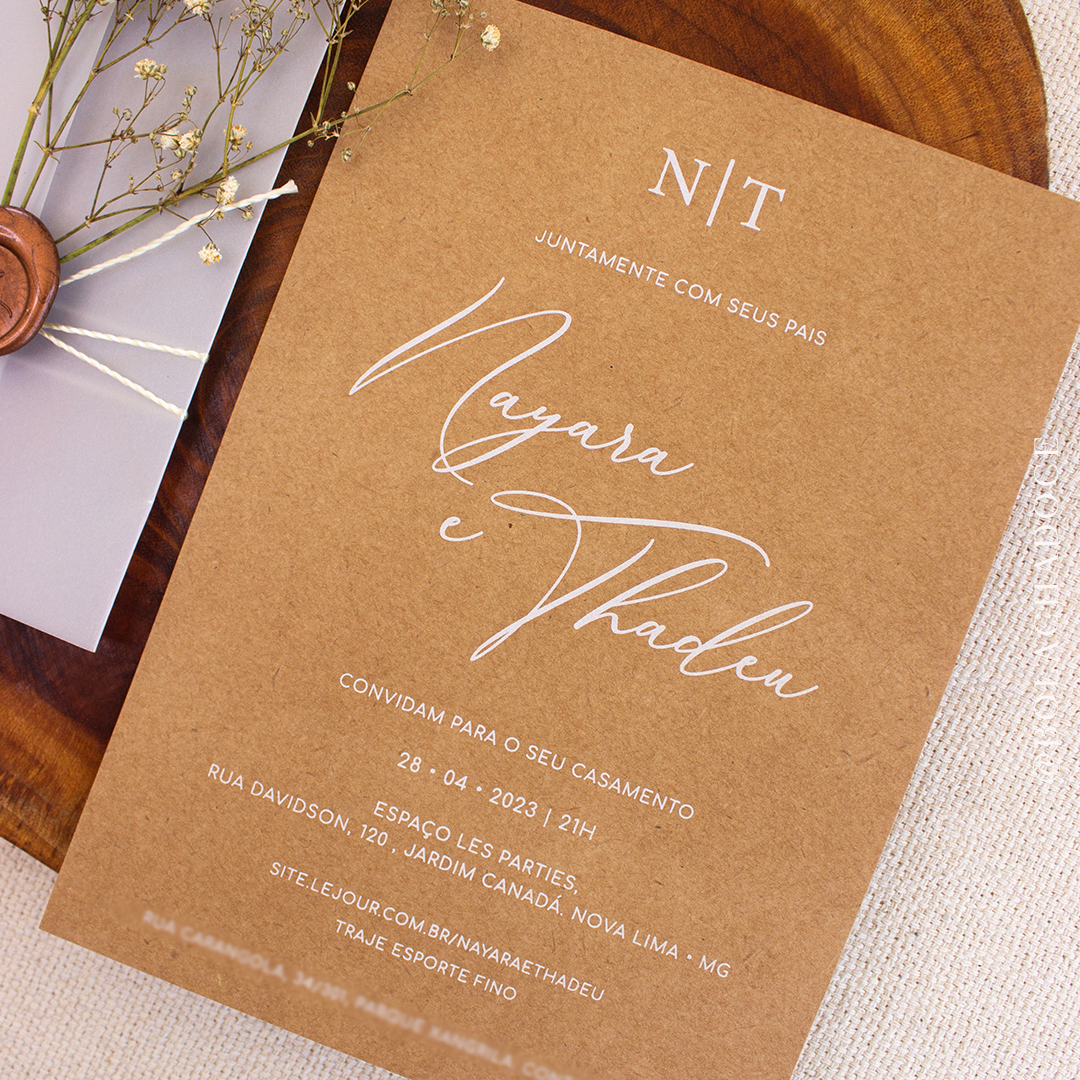 N|T
JUNTAMENTE COM SEUS PAIS
Nayara
e Thadeu
CONVIDAM PARA O SEU CASAMENTO
28 • 04 • 2023 | 21H
ESPAÇO LES PARTIES,
RUA DAVIDSON, 120 , JARDIM CANADÁ. NOVA LIMA • MG
SITE.LEJOUR.COM.BR/NAYARAETHADEU
TRAJE ESPORTE FINO